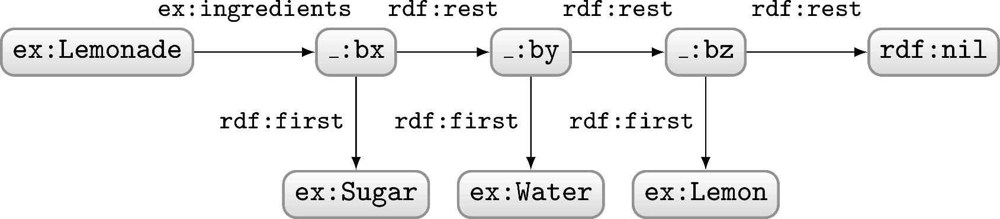 ex:ingredients rdf:rest rdf:rest rdf:rest
ex:Lemonade _:bx _:by _:bz rdf:nil
rdf:first rdf:first rdf:first
ex:Sugar ex:Water ex:Lemon